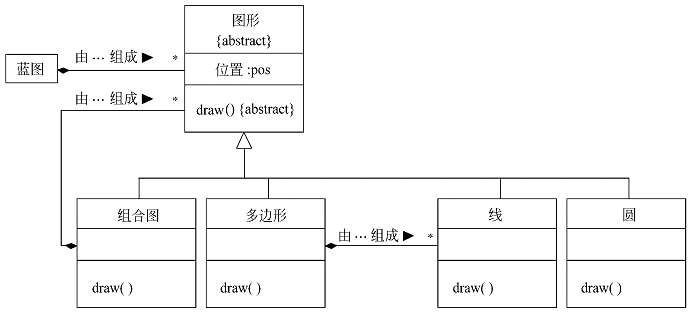 图形
{abstract}
位置 :pos
draw() {abstract}
蓝图
由 … 组成 ▶ *
由 … 组成 ▶ *
组合图
draw( )
多边形
draw( )
由 … 组成 ▶ *
线
draw( )
圆
draw( )